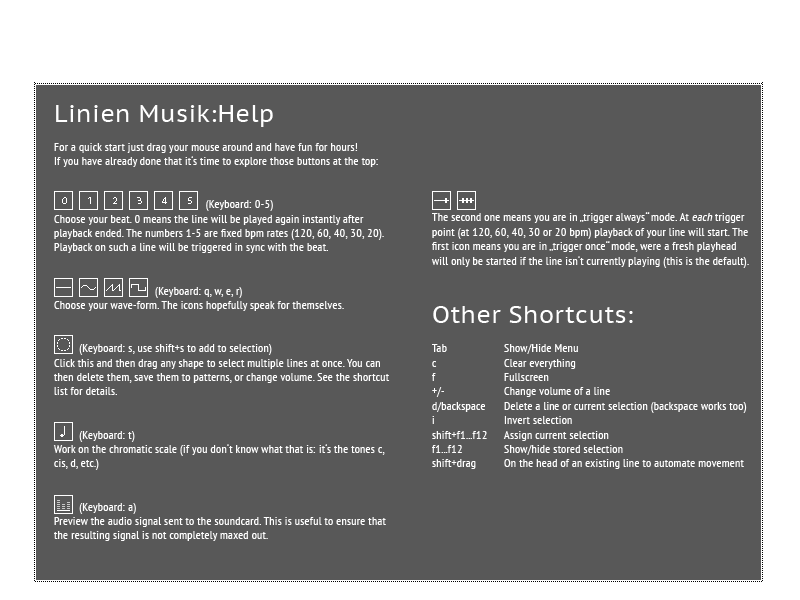 Linien Musik:Help
For a quick start just drag your mouse around and have fun for hours!
If you have already done that it's time to explore those buttons at the top:
0 1 2 3 4 5 (Keyboard: 0-5)
Choose your beat. 0 means the line will be played again instantly after
playback ended. The numbers 1-5 are fixed bpm rates (120, 60, 40, 30, 20).
Playback on such a line will be triggered in sync with the beat.
(Keyboard: q, w, e, r)
Choose your wave-form. The icons hopefully speak for themselves.
(Keyboard: s, use shift+s to add to selection)
Click this and then drag any shape to select multiple lines at once. You can
then delete them, save them to patterns, or change volume. See the shortcut
list for details.
(Keyboard: t)
Work on the chromatic scale (if you don't know what that is: it's the tones c,
cis, d, etc.)
(Keyboard: a)
Preview the audio signal sent to the soundcard. This is useful to ensure that
the resulting signal is not completely maxed out.
The second one means you are in „trigger always“ mode. At each trigger
point (at 120, 60, 40, 30 or 20 bpm) playback of your line will start. The
first icon means you are in „trigger once“ mode, were a fresh playhead
will only be started if the line isn't currently playing (this is the default).
Other Shortcuts:
Tab Show/Hide Menu
c Clear everything
f Fullscreen
+/- Change volume of a line
d/backspace Delete a line or current selection (backspace works too)
i Invert selection
shift+f1...f12 Assign current selection
f1...f12 Show/hide stored selection
shift+drag On the head of an existing line to automate movement